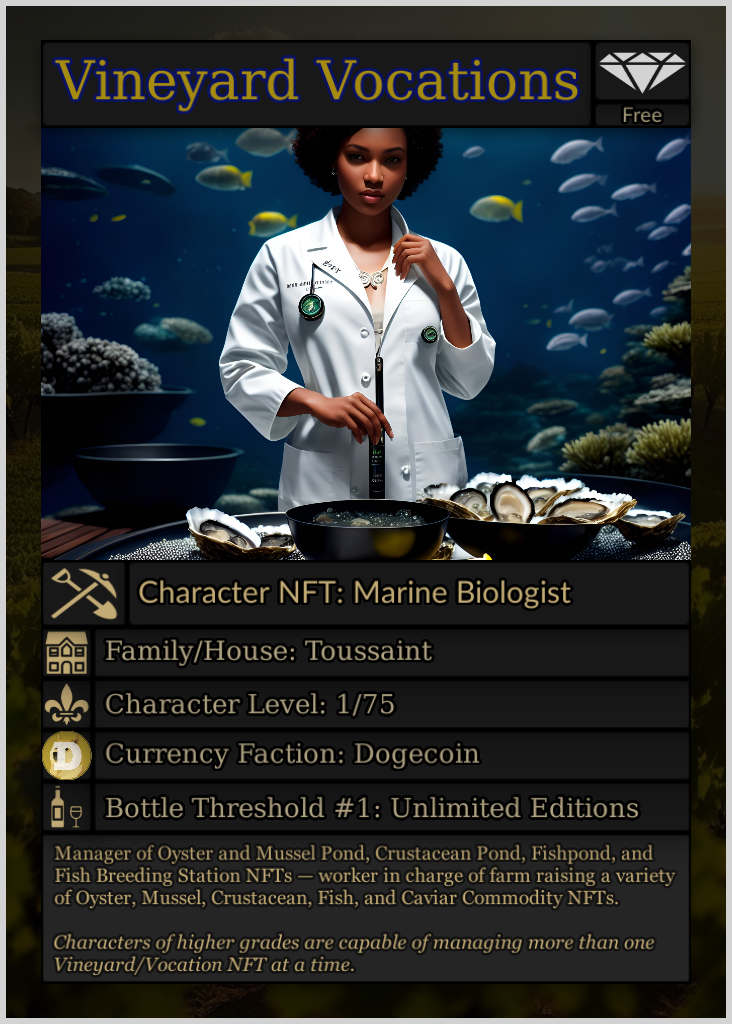 Vineyard Vocations
Free
Character NFT: Marine Biologist
Family/House: Toussaint
Character Level: 1/75
Currency Faction: Dogecoin
Bottle Threshold #1: Unlimited Editions
Manager of Oyster and Mussel Pond, Crustacean Pond, Fishpond, and
Fish Breeding Station NFTs — worker in charge of farm raising a variety
of Oyster, Mussel, Crustacean, Fish, and Caviar Commodity NFTs.
Characters of higher grades are capable of managing more than one
Vineyard/Vocation NFT at a time.